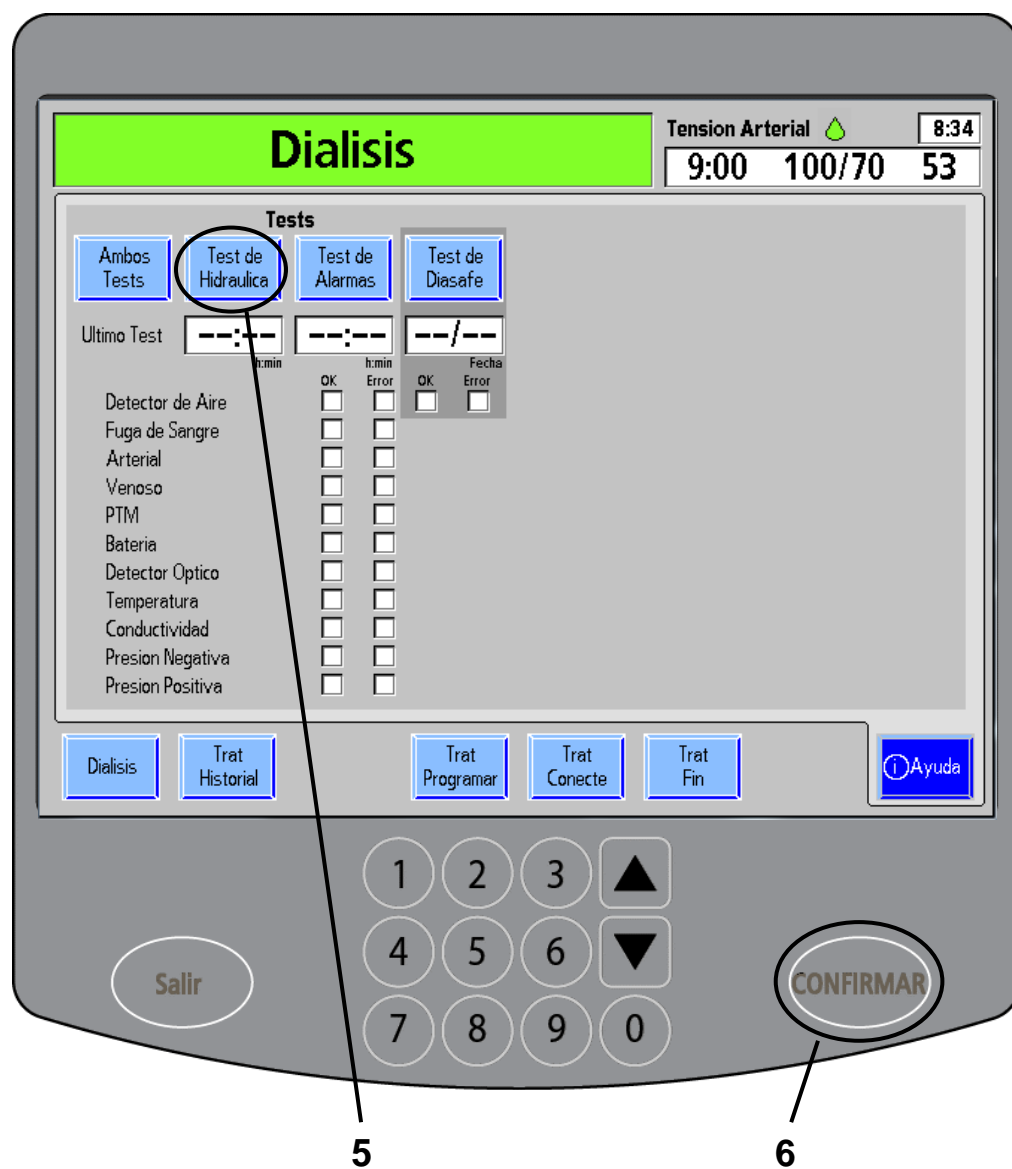 Dialisis
Tension Arterial
8:34
9:00 100/70 53
Tests
Ambos Tests
Test de Hidraulica
Test de Alarmas
Test de Diasafe
Ultimo Test --:-- --:-- --/--
h:min h:min Fecha
OK Error OK Error
Detector de Aire
Fuga de Sangre
Arterial
Venoso
PTM
Bateria
Detector Optico
Temperatura
Conductividad
Presion Negativa
Presion Positiva
Dialisis
Trat Historial
Trat Programar
Trat Conecte
Trat Fin
i Ayuda
1 2 3
4 5 6
7 8 9 0
Salir
CONFIRMAR
5 6